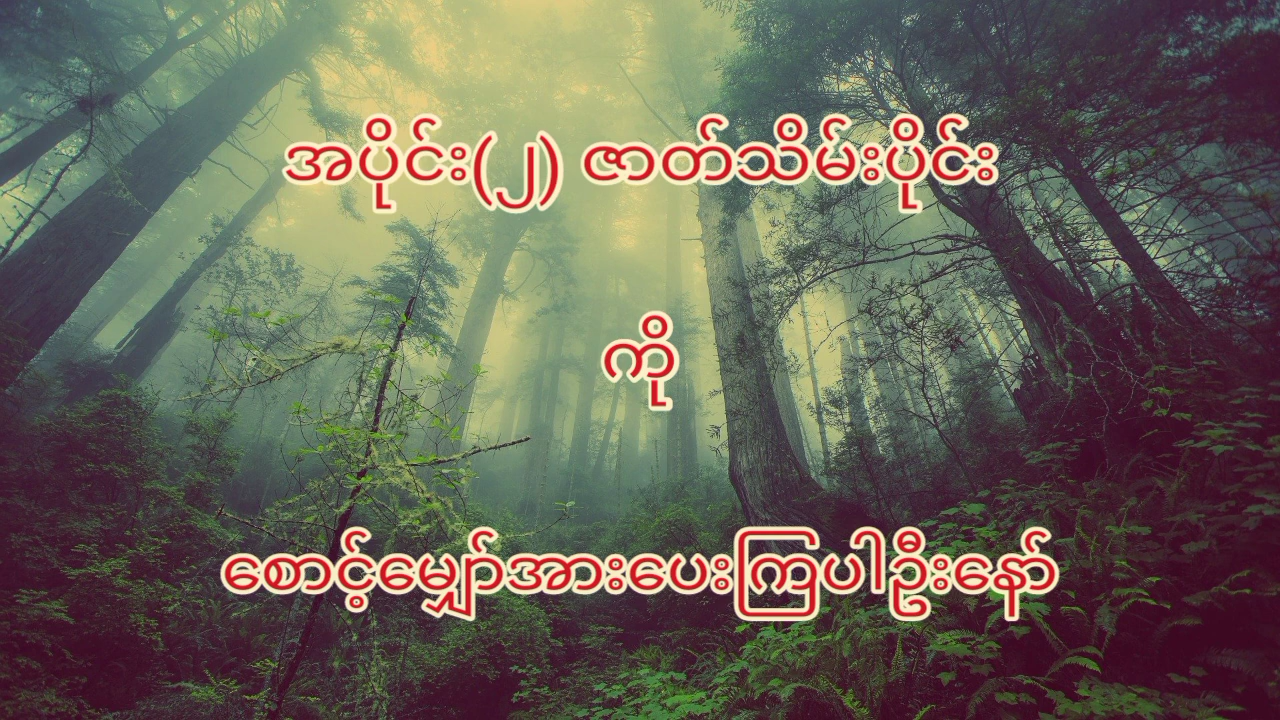 အပိုင်း(၂) ဇာတ်သိမ်းပိုင်း
ကို
စောင့်မျှော်အားပေးကြပါဦးနော်